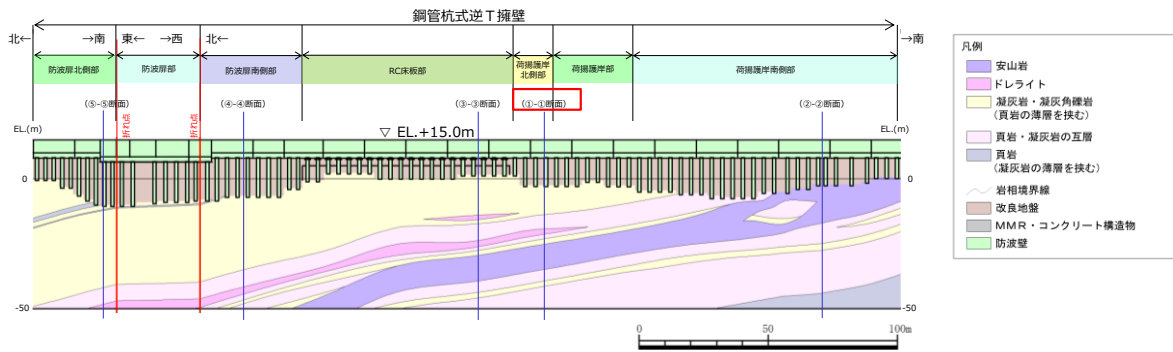 鋼管杭式逆Ｔ擁壁
北← →南 東← →西 北← →南
防波扉北側部 防波扉部 防波扉南側部 RC床板部 荷揚護岸北側部 荷揚護岸部 荷揚護岸南側部
（⑤-⑤断面） （④-④断面） （③-③断面） （①-①断面） （②-②断面）
EL.(m) 折れ点 折れ点 ▽ EL.+15.0m EL.(m)
0 0
-50 -50
0 50 100m
凡例
安山岩
ドレライト
凝灰岩・凝灰角礫岩
（頁岩の薄層を挟む）
頁岩・凝灰岩の互層
頁岩
（凝灰岩の薄層を挟む）
岩相境界線
改良地盤
ＭＭＲ・コンクリート構造物
防波壁